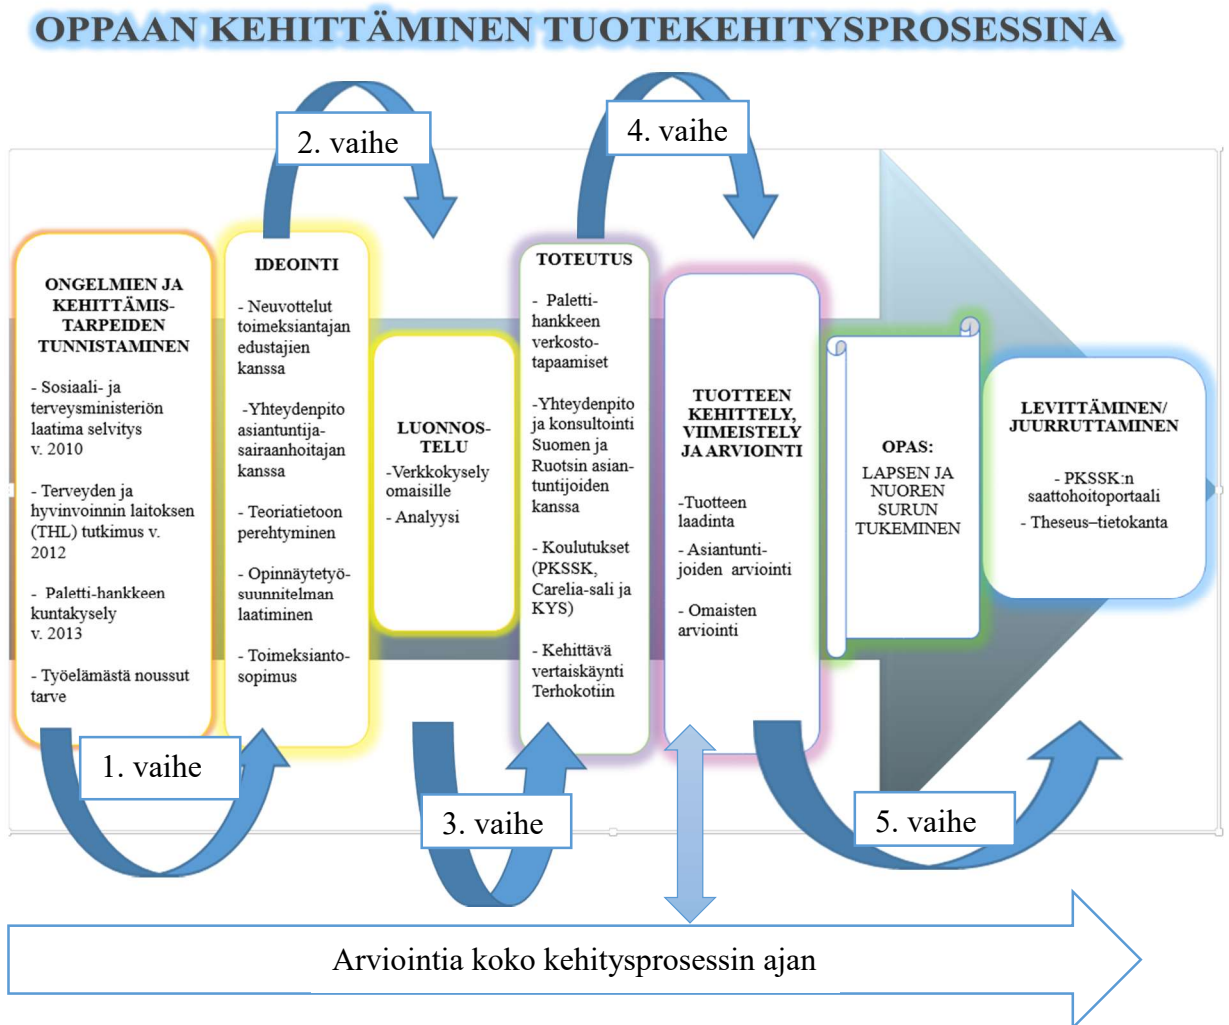 OPPAAN KEHITTÄMINEN TUOTEKEHITYSPROSESSINA
2. vaihe
4. vaihe
ONGELMIEN JA
KEHITTÄMIS-
TARPEIDEN
TUNNISTAMINEN
- Sosiaali- ja
terveysministeriön
laatima selvitys
v. 2010
- Terveyden ja
hyvinvoinnin laitoksen
(THL) tutkimus v.
2012
- Paletti-hankkeen
kuntakysely
v. 2013
- Työelämästä noussut
tarve
IDEOINTI
- Neuvottelut
toimeksiantajan
edustajien
kanssa
-Yhteydenpito
asiantuntija-
sairaanhoitajan
kanssa
- Teoriatietoon
perehtyminen
- Opinnäytetyö-
suunnitelman
laatiminen
- Toimeksianto-
sopimus
LUONNOS-
TELU
-Verkkokysely
omaisille
- Analyysi
TOTEUTUS
- Paletti-
hankkeen
verkosto-
tapaamiset
-Yhteydenpito
ja konsultointi
Suomen ja
Ruotsin asian-
tuntijoiden
kanssa
- Koulutukset
(PKSSK,
Carelia-sali ja
KYS)
- Kehittävä
vertaiskäynti
Terhokotiin
TUOTTEEN
KEHITTELY,
VIIMEISTELY
JA ARVIOINTI
-Tuotteen
laadinta
- Asiantunti-
joiden arviointi
- Omaisten
arviointi
OPAS:
LAPSEN JA
NUOREN
SURUN
TUKEMINEN
LEVITTÄMINEN/
JUURRUTTAMINEN
- PKSSK:n
saattohoitoportaali
- Theseus–tietokanta
1. vaihe
3. vaihe
5. vaihe
Arviointia koko kehitysprosessin ajan